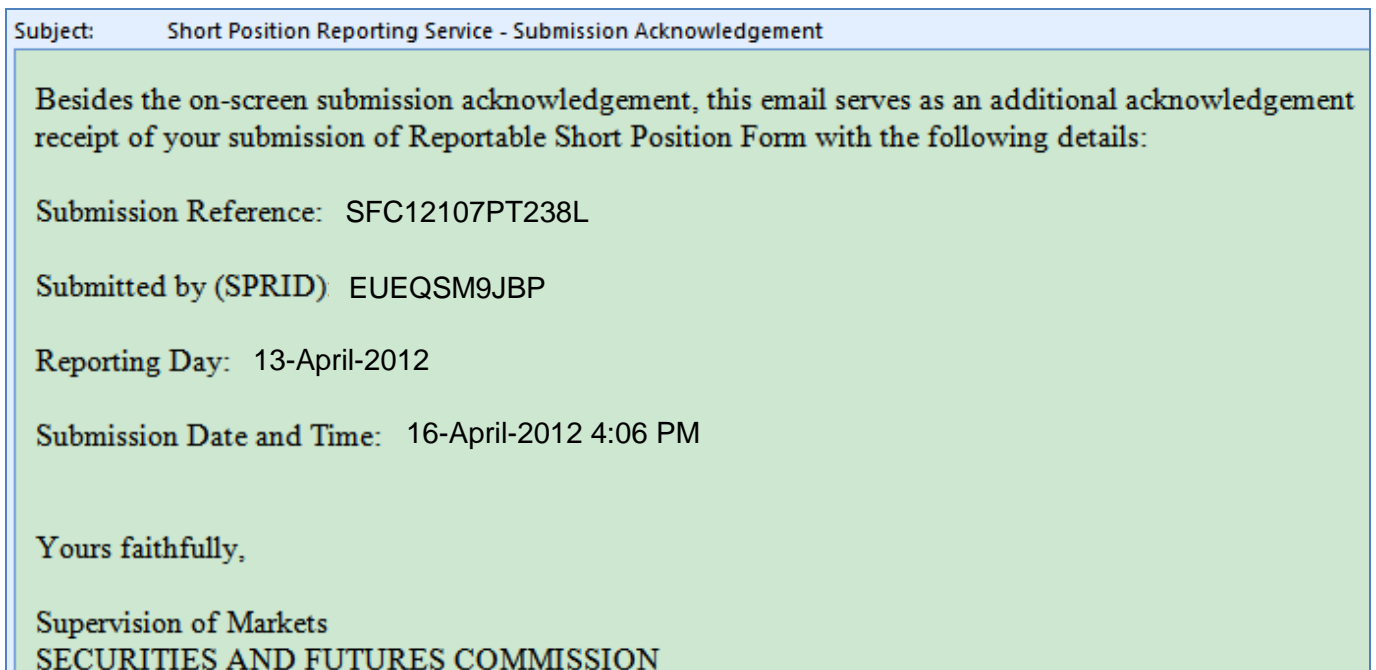 Subject: Short Position Reporting Service - Submission Acknowledgement
Besides the on-screen submission acknowledgement, this email serves as an additional acknowledgement
receipt of your submission of Reportable Short Position Form with the following details:
Submission Reference: SFC12107PT238L
Submitted by (SPRID): EUEQSM9JBP
Reporting Day: 13-April-2012
Submission Date and Time: 16-April-2012 4:06 PM
Yours faithfully,
Supervision of Markets
SECURITIES AND FUTURES COMMISSION